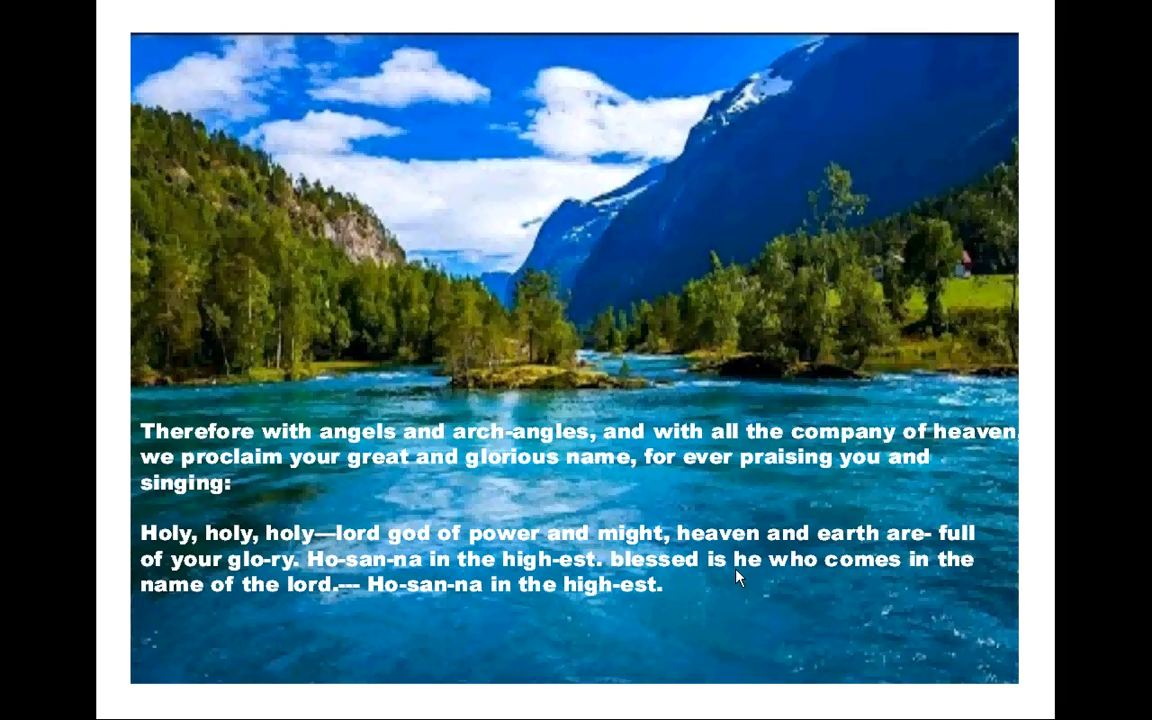 Therefore with angels and arch-angles, and with all the company of heaven,
we proclaim your great and glorious name, for ever praising you and
singing:
Holy, holy, holy—lord god of power and might, heaven and earth are- full
of your glo-ry. Ho-san-na in the high-est. blessed is he who comes in the
name of the lord.--- Ho-san-na in the high-est.